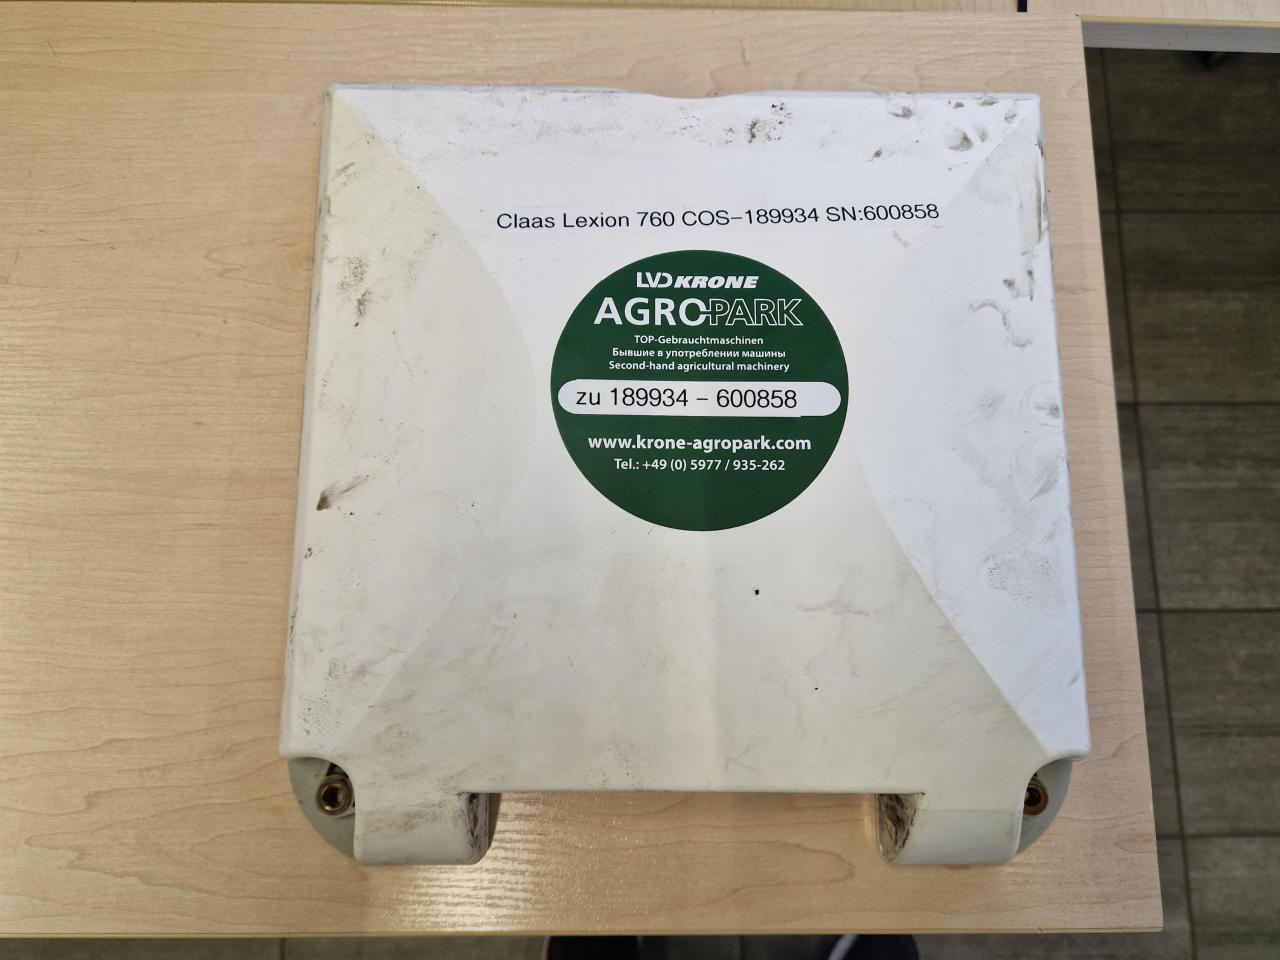 Claas Lexion 760 COS-189934 SN:600858
LVD KRONE
AGROPARK
TOP-Gebrauchtmaschinen
Бывшие в употреблении машины
Second-hand agricultural machinery
zu 189934 - 600858
www.krone-agropark.com
Tel.: +49 (0) 5977 / 935-262